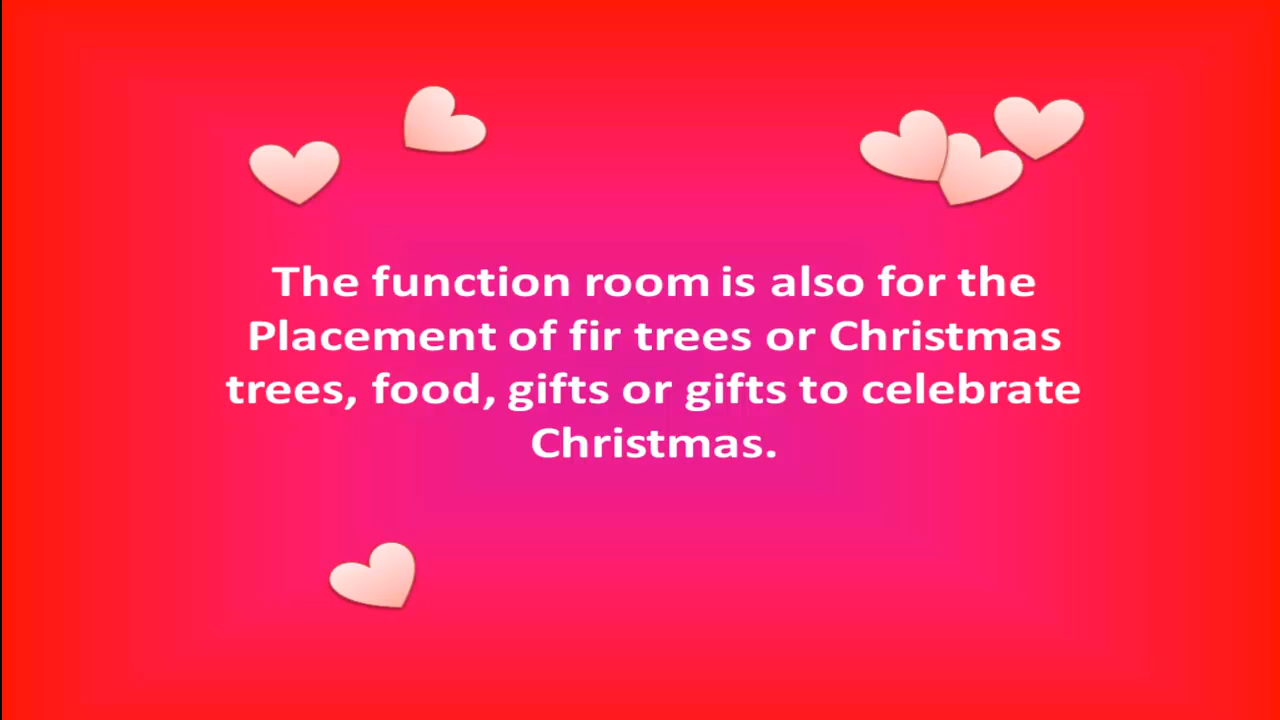 The function room is also for the
Placement of fir trees or Christmas
trees, food, gifts or gifts to celebrate
Christmas.